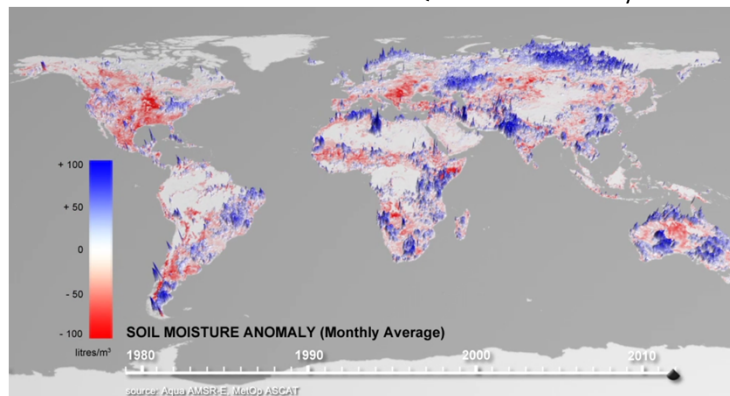 + 100
+ 50
0
- 50
- 100
litres/m³
SOIL MOISTURE ANOMALY (Monthly Average)
1980 1990 2000 2010
source: Aqua AMSR-E, MetOp ASCAT